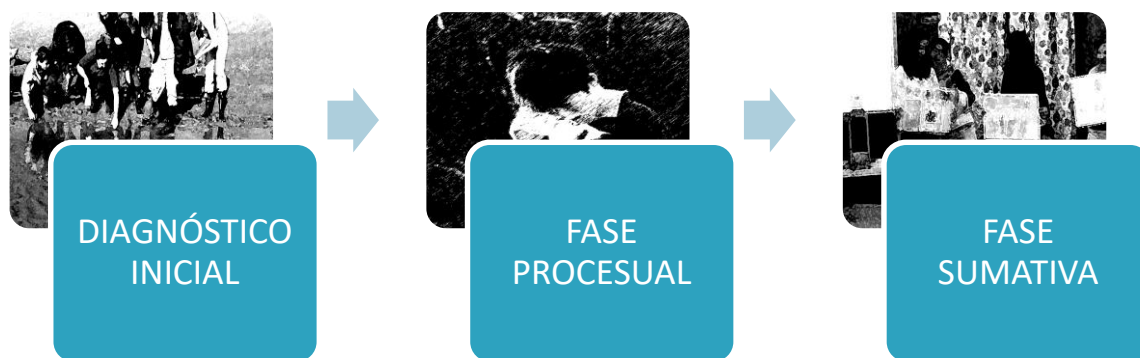 DIAGNÓSTICO
INICIAL
FASE
PROCESUAL
FASE
SUMATIVA